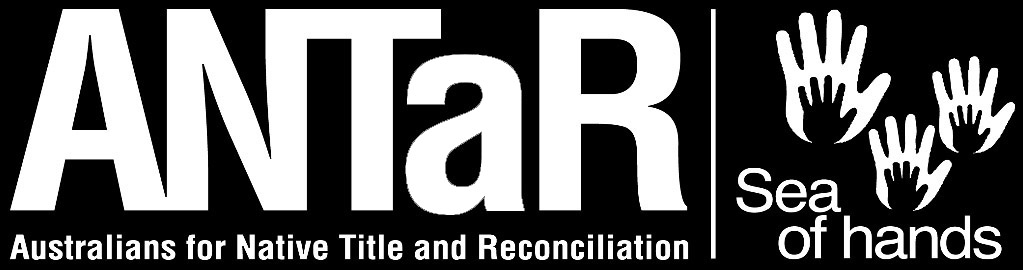 ANTaR
Australians for Native Title and Reconciliation
Sea
of hands